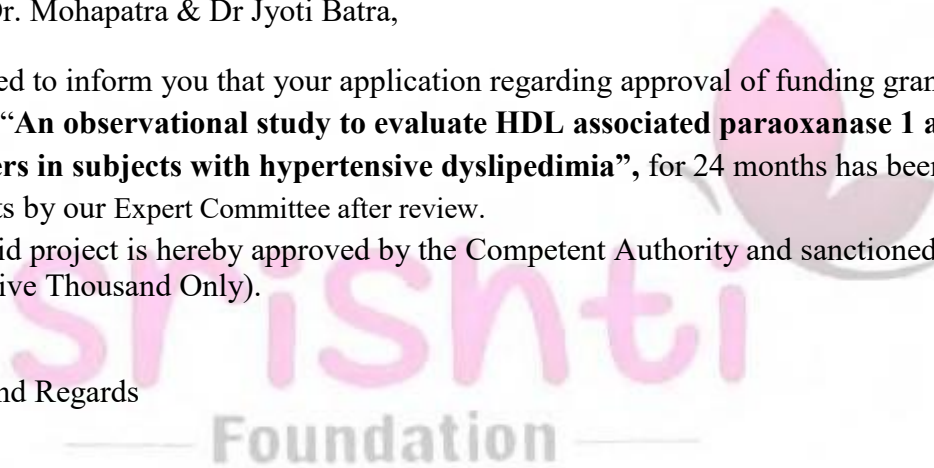 Dr. Mohapatra & Dr Jyoti Batra,
ed to inform you that your application regarding approval of funding gran
“An observational study to evaluate HDL associated paraoxanase 1 a
ers in subjects with hypertensive dyslipedimia”, for 24 months has been
ts by our Expert Committee after review.
id project is hereby approved by the Competent Authority and sanctioned
ive Thousand Only).
nd Regards
srishti
Foundation